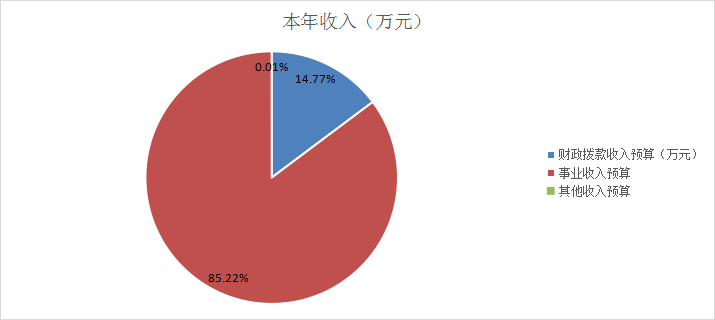 本年收入（万元）
0.01%
14.77%
85.22%
财政拨款收入预算（万元）
事业收入预算
其他收入预算